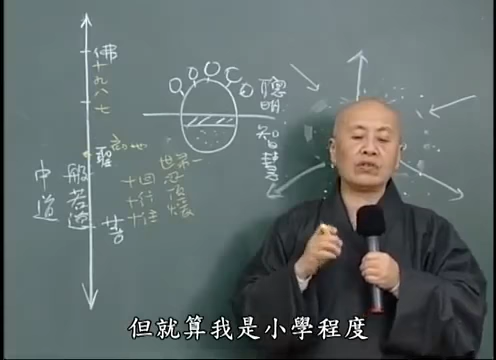 佛
十
九
八
七
聖
初地
般若道
中道
苦
世第一
忍
頂
煖
十回
十行
十住
聰明
智慧
但就算我是小學程度